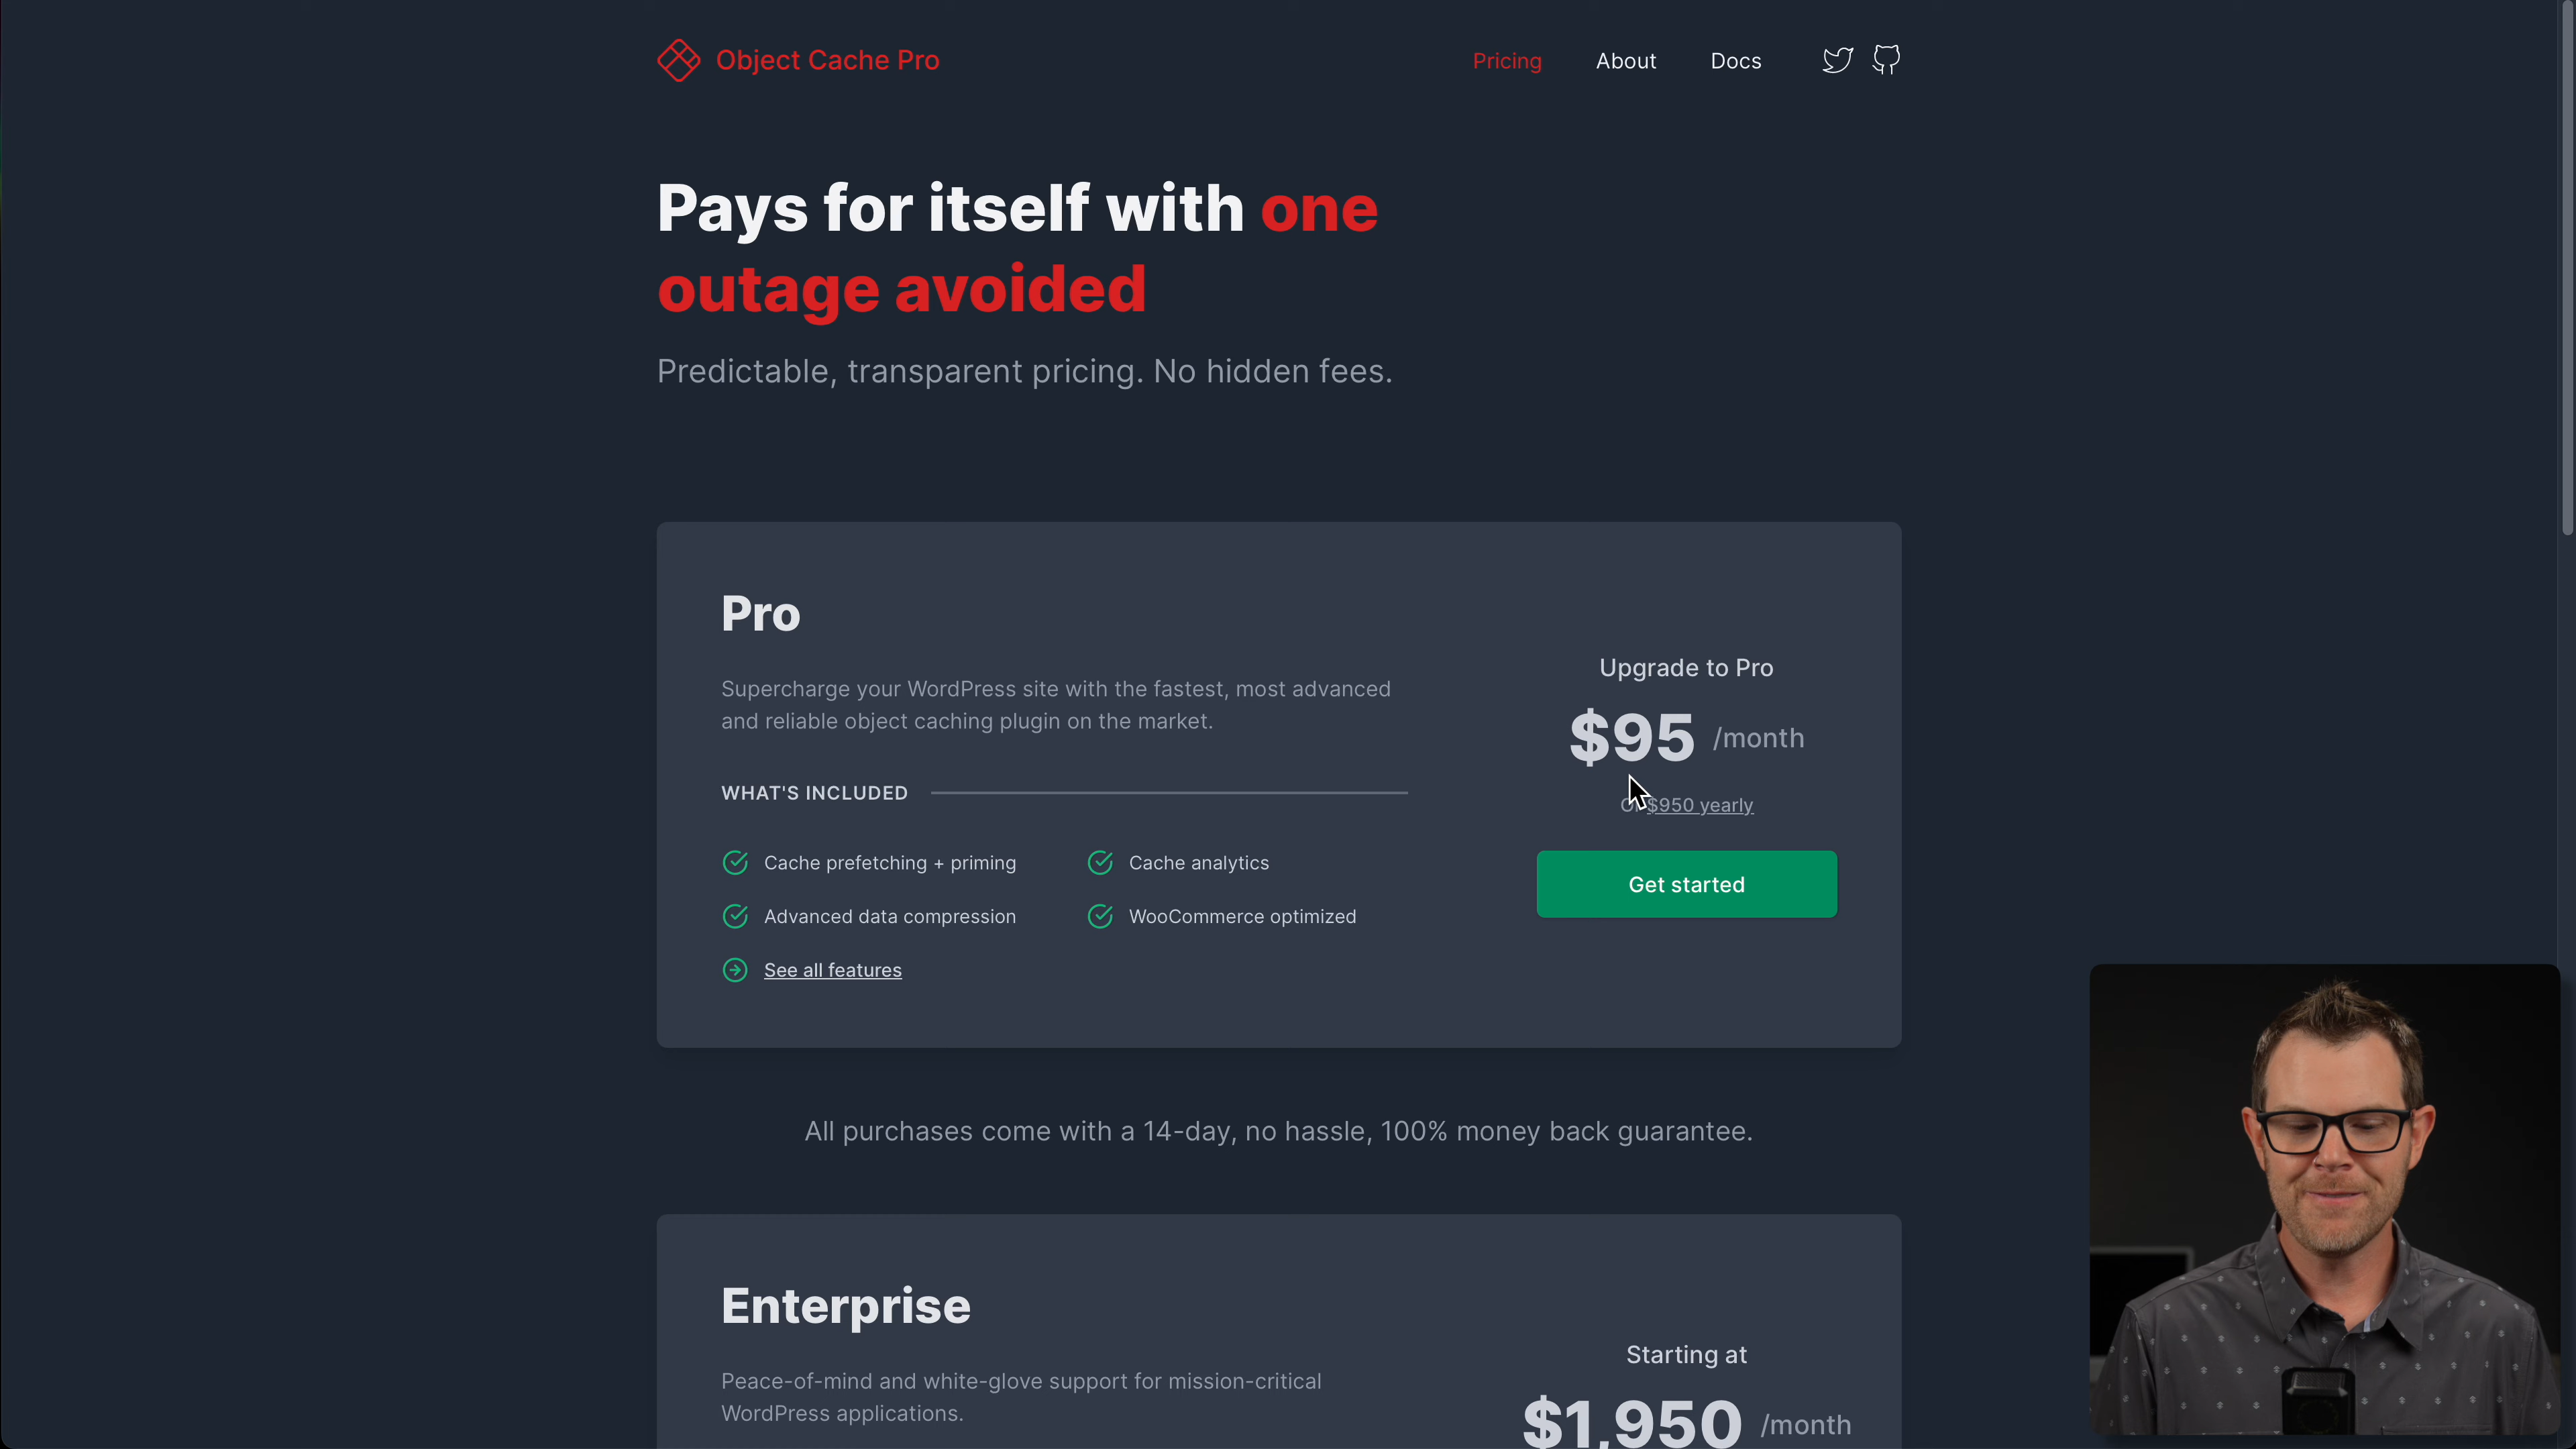 Object Cache Pro
Pricing
About
Docs
Pays for itself with one
outage avoided
Predictable, transparent pricing. No hidden fees.
Pro
Supercharge your WordPress site with the fastest, most advanced
and reliable object caching plugin on the market.
WHAT'S INCLUDED
Cache prefetching + priming
Cache analytics
Advanced data compression
WooCommerce optimized
See all features
Upgrade to Pro
$95 /month
$950 yearly
Get started
All purchases come with a 14-day, no hassle, 100% money back guarantee.
Enterprise
Peace-of-mind and white-glove support for mission-critical
WordPress applications.
Starting at
$1,950 /month